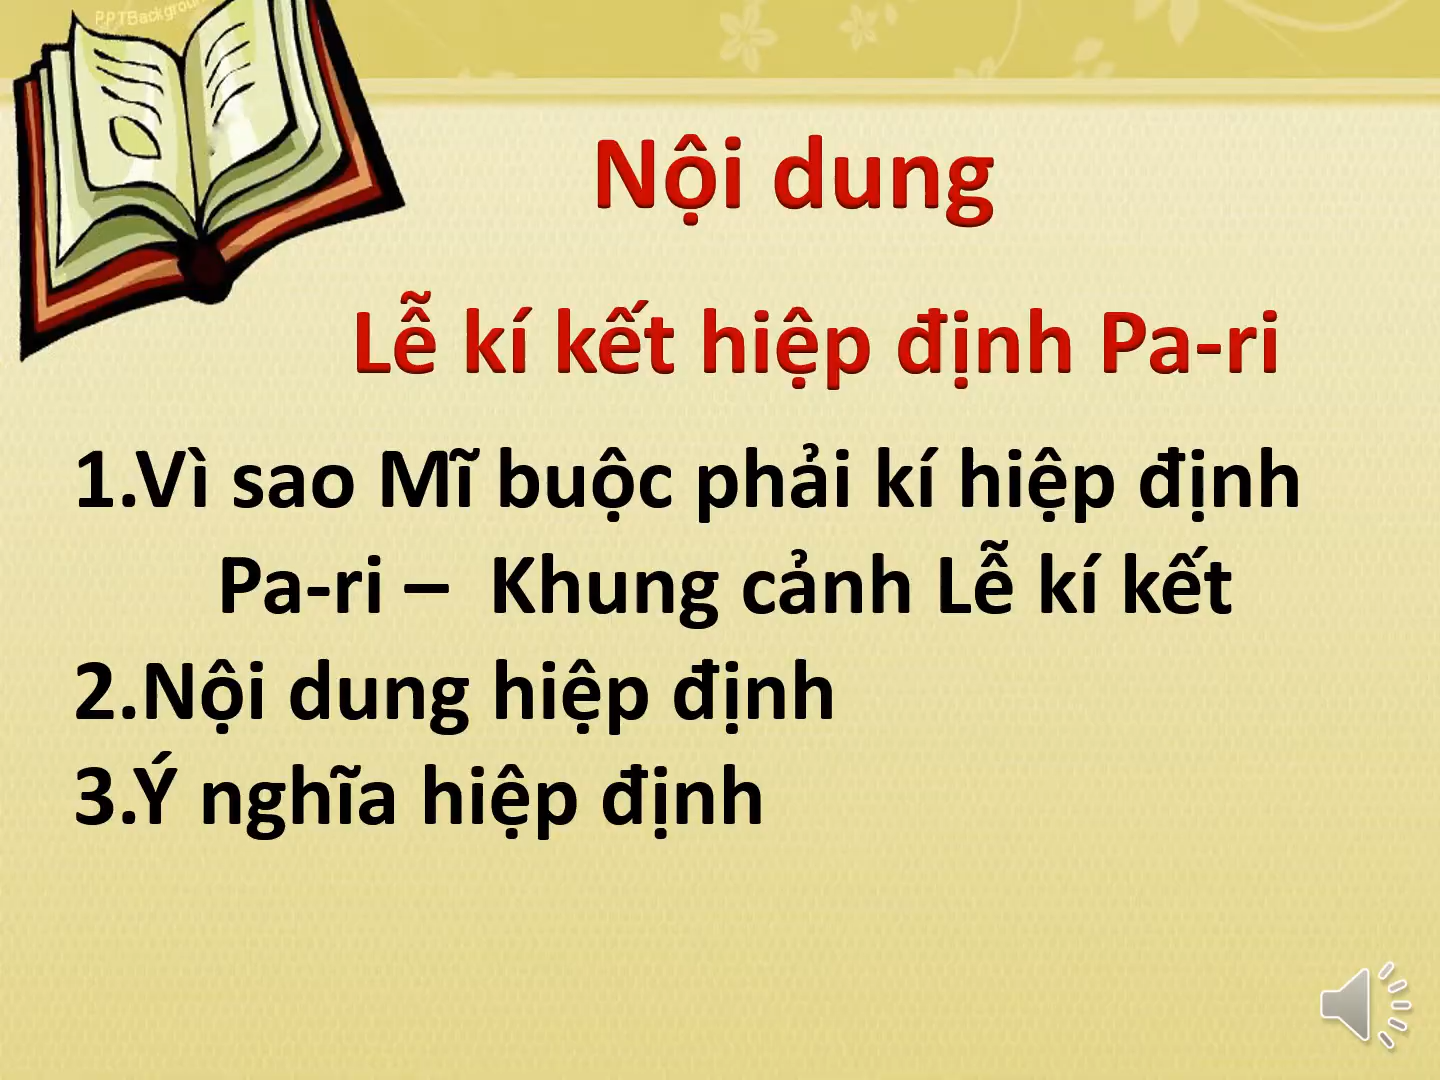 PPTBackground
Nội dung
Lễ kí kết hiệp định Pa-ri
1.Vì sao Mĩ buộc phải kí hiệp định
Pa-ri – Khung cảnh Lễ kí kết
2.Nội dung hiệp định
3.Ý nghĩa hiệp định